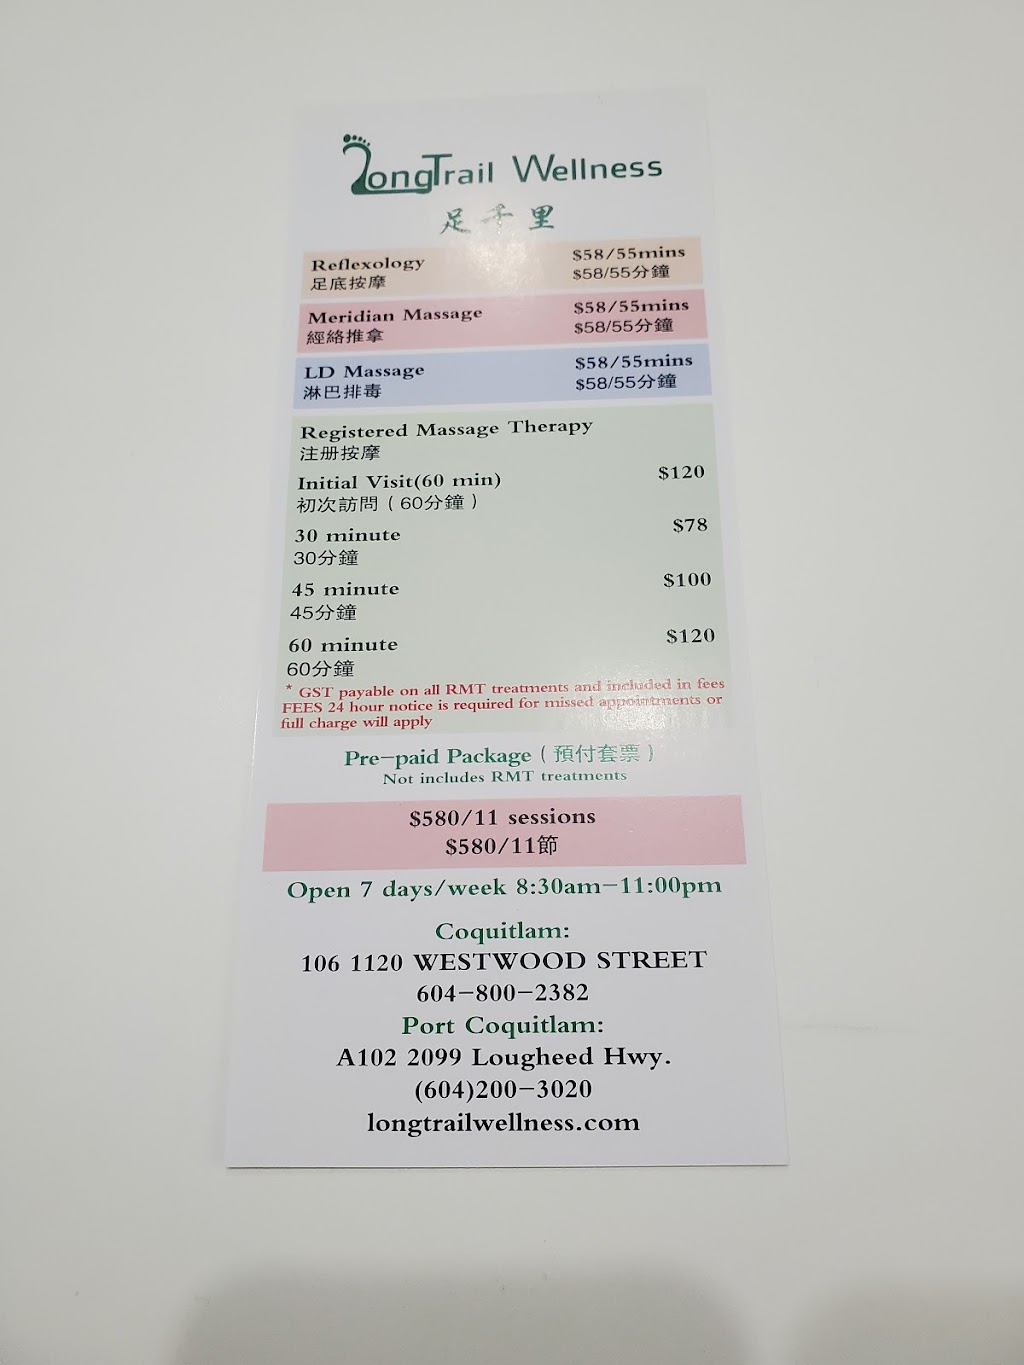 LongTrail Wellness
足千里
Reflexology $58/55mins
足底按摩 $58/55分鐘
Meridian Massage $58/55mins
經絡推拿 $58/55分鐘
LD Massage $58/55mins
淋巴排毒 $58/55分鐘
Registered Massage Therapy
注册按摩
Initial Visit(60 min) $120
初次訪問（60分鐘）
30 minute $78
30分鐘
45 minute $100
45分鐘
60 minute $120
60分鐘
* GST payable on all RMT treatments and included in fees
FEES 24 hour notice is required for missed appointments or
full charge will apply
Pre-paid Package（預付套票）
Not includes RMT treatments
$580/11 sessions
$580/11節
Open 7 days/week 8:30am-11:00pm
Coquitlam:
106 1120 WESTWOOD STREET
604-800-2382
Port Coquitlam:
A102 2099 Lougheed Hwy.
(604)200-3020
longtrailwellness.com